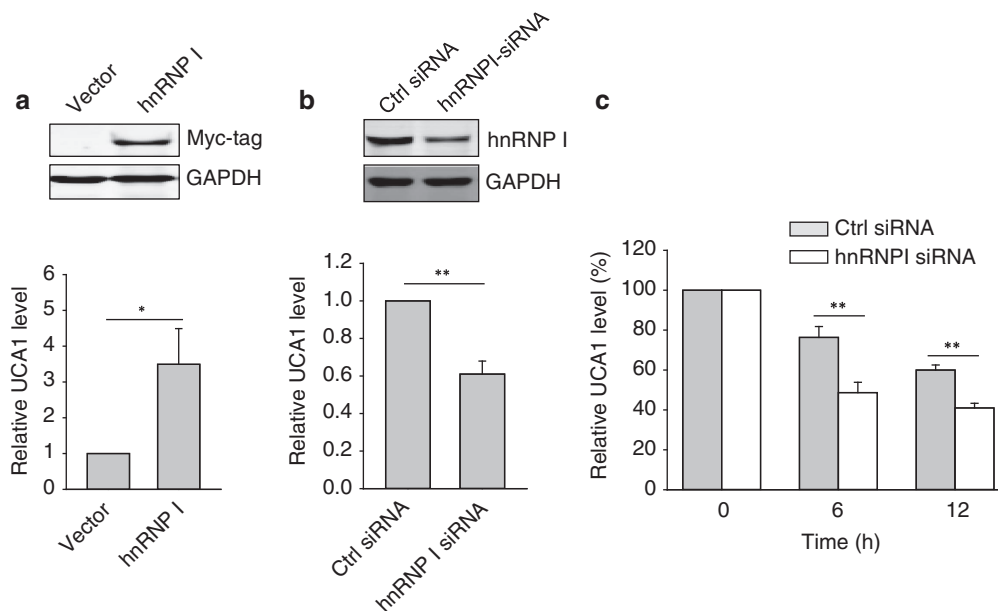 a
Vector
hnRNP I
Myc-tag
GAPDH
Relative UCA1 level
6
5
4
3
2
1
0
*
Vector
hnRNP I
b
Ctrl siRNA
hnRNPI-siRNA
hnRNP I
GAPDH
Relative UCA1 level
1.2
1.0
0.8
0.6
0.4
0.2
0.0
**
Ctrl siRNA
hnRNP I siRNA
c
Ctrl siRNA
hnRNPI siRNA
Relative UCA1 level (%)
120
100
80
60
40
20
0
**
**
0 6 12
Time (h)